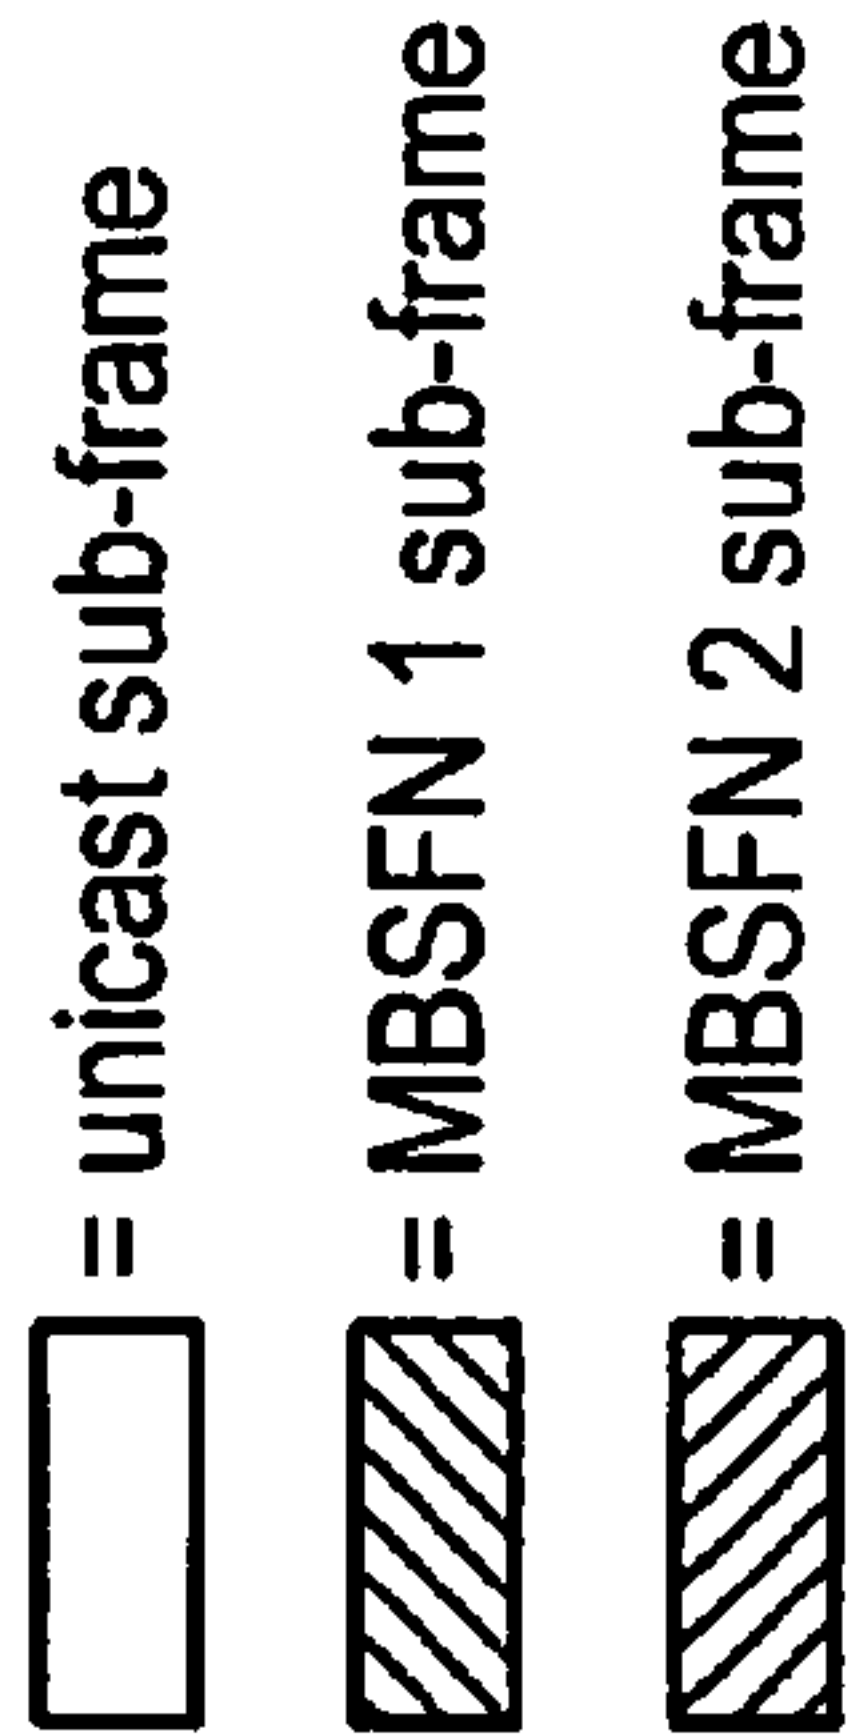 = unicast sub-frame
= MBSFN 1 sub-frame
= MBSFN 2 sub-frame